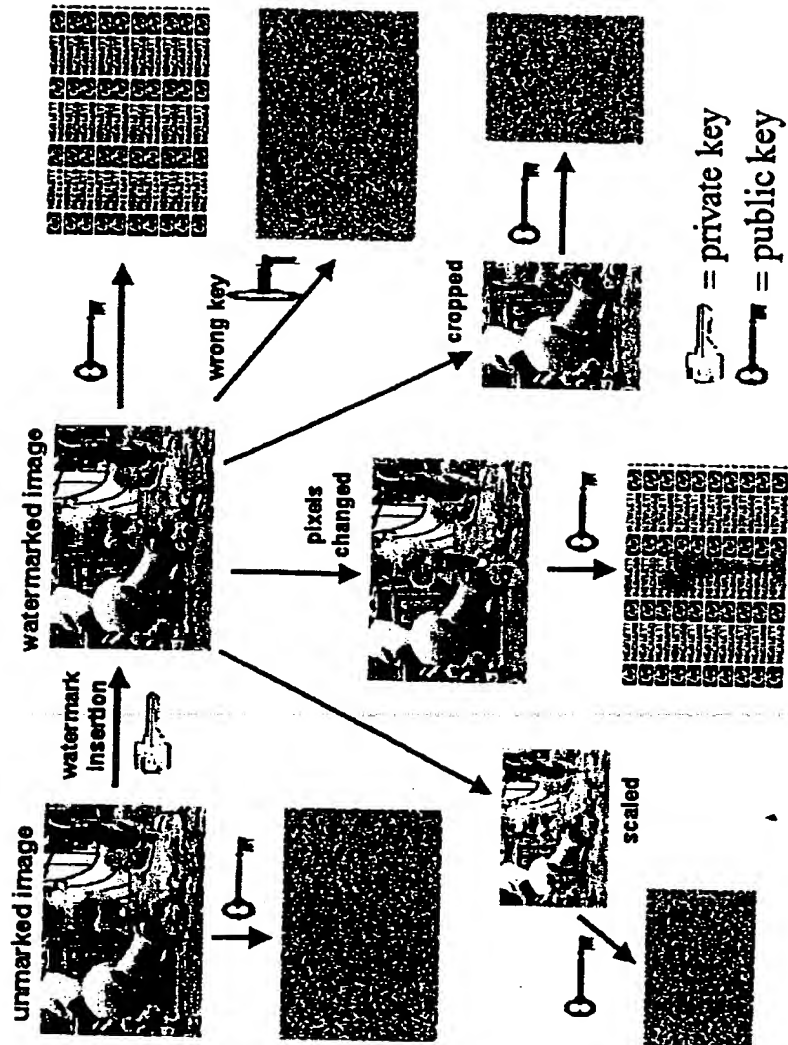 unmarked image
watermark
insertion
watermarked image
wrong key
pixels
changed
cropped
scaled
= private key
= public key